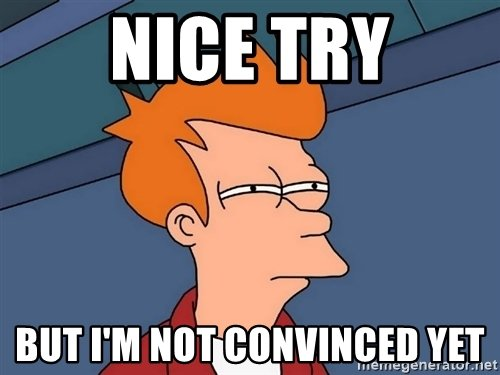 NICE TRY
BUT I'M NOT CONVINCED YET
memegenerator.net